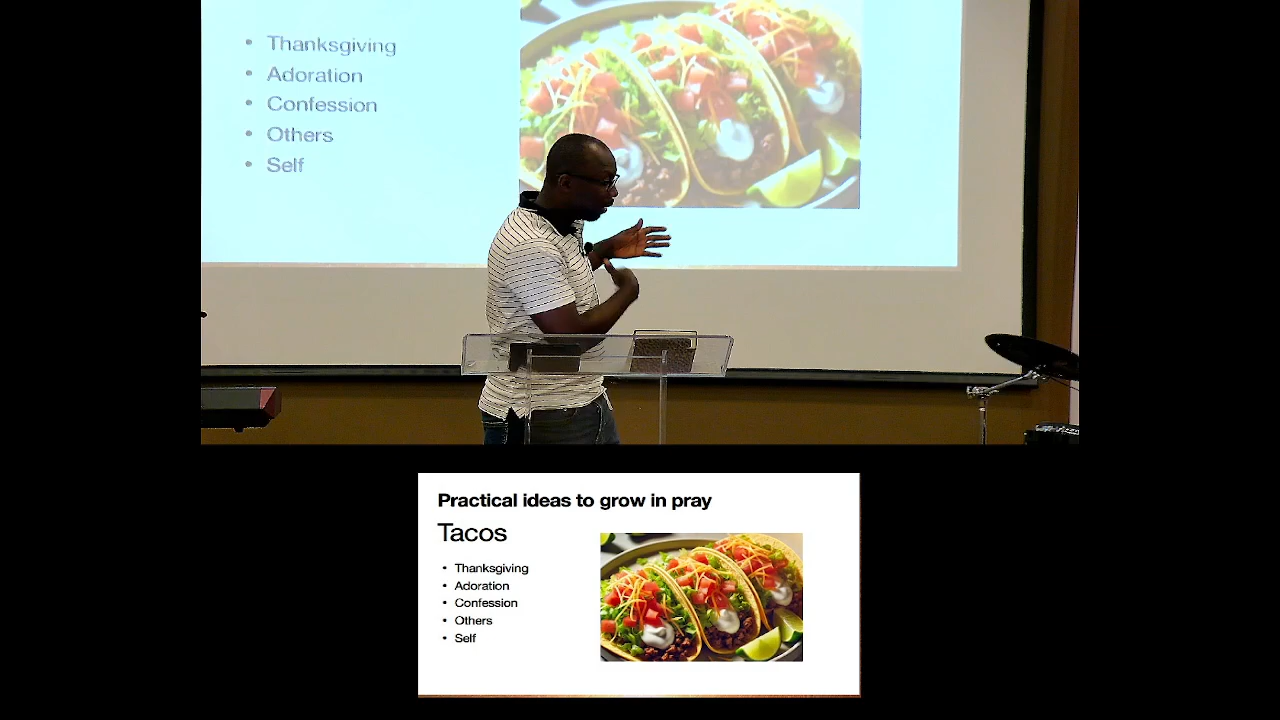 • Thanksgiving
• Adoration
• Confession
• Others
• Self
Practical ideas to grow in pray
Tacos
• Thanksgiving
• Adoration
• Confession
• Others
• Self